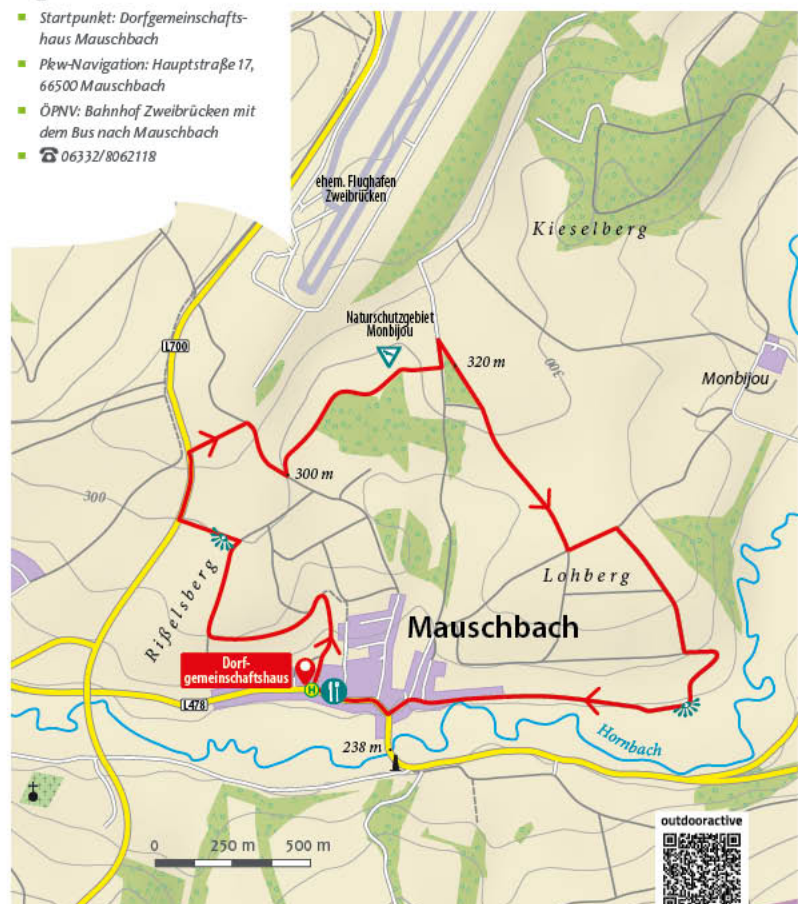 Startpunkt: Dorfgemeinschafts-
haus Mauschbach
Pkw-Navigation: Hauptstraße 17,
66500 Mauschbach
ÖPNV: Bahnhof Zweibrücken mit
dem Bus nach Mauschbach
06332/8062118
ehem. Flughafen
Zweibrücken
Kieselberg
L700
Naturschutzgebiet
Monbijou
320 m
300
Monbijou
300 m
300
Rißelsberg
Lohberg
Mauschbach
Dorf-
gemeinschaftshaus
H
L478
Hornbach
238 m
0 250 m 500 m
outdooractive